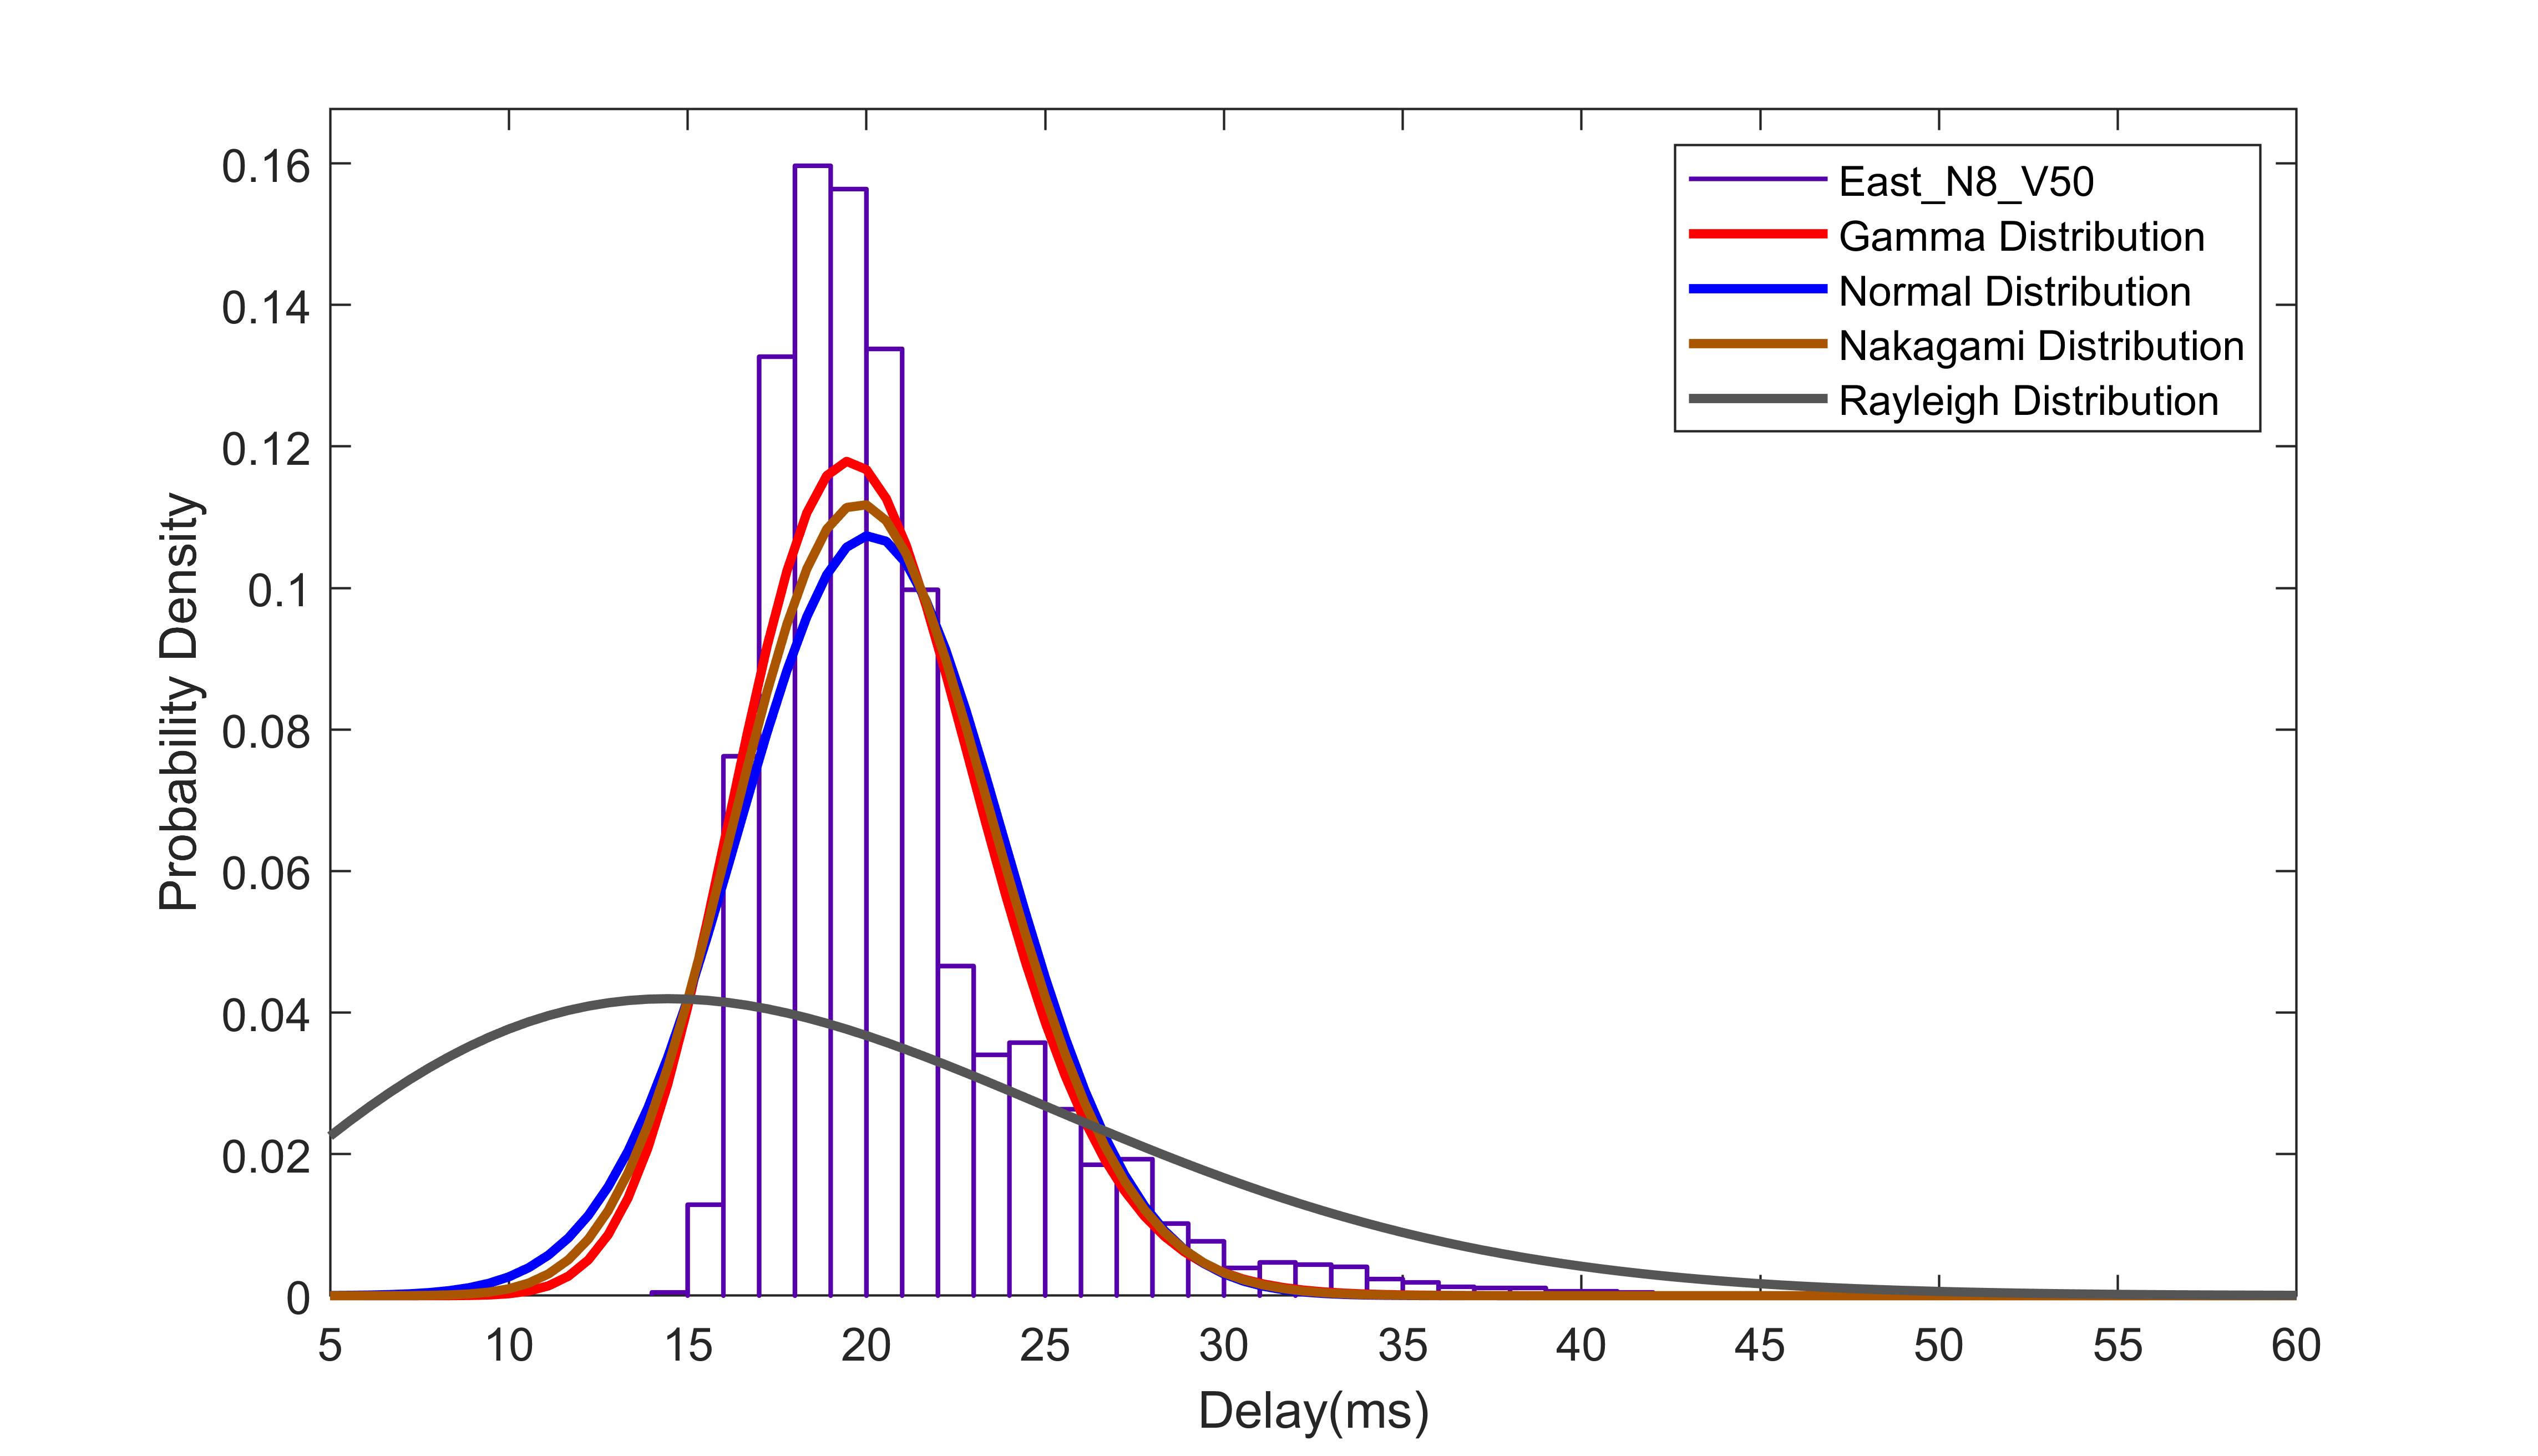 0.16
0.14
0.12
0.1
0.08
0.06
0.04
0.02
0
Probability Density
5 10 15 20 25 30 35 40 45 50 55 60
Delay(ms)
East_N8_V50
Gamma Distribution
Normal Distribution
Nakagami Distribution
Rayleigh Distribution